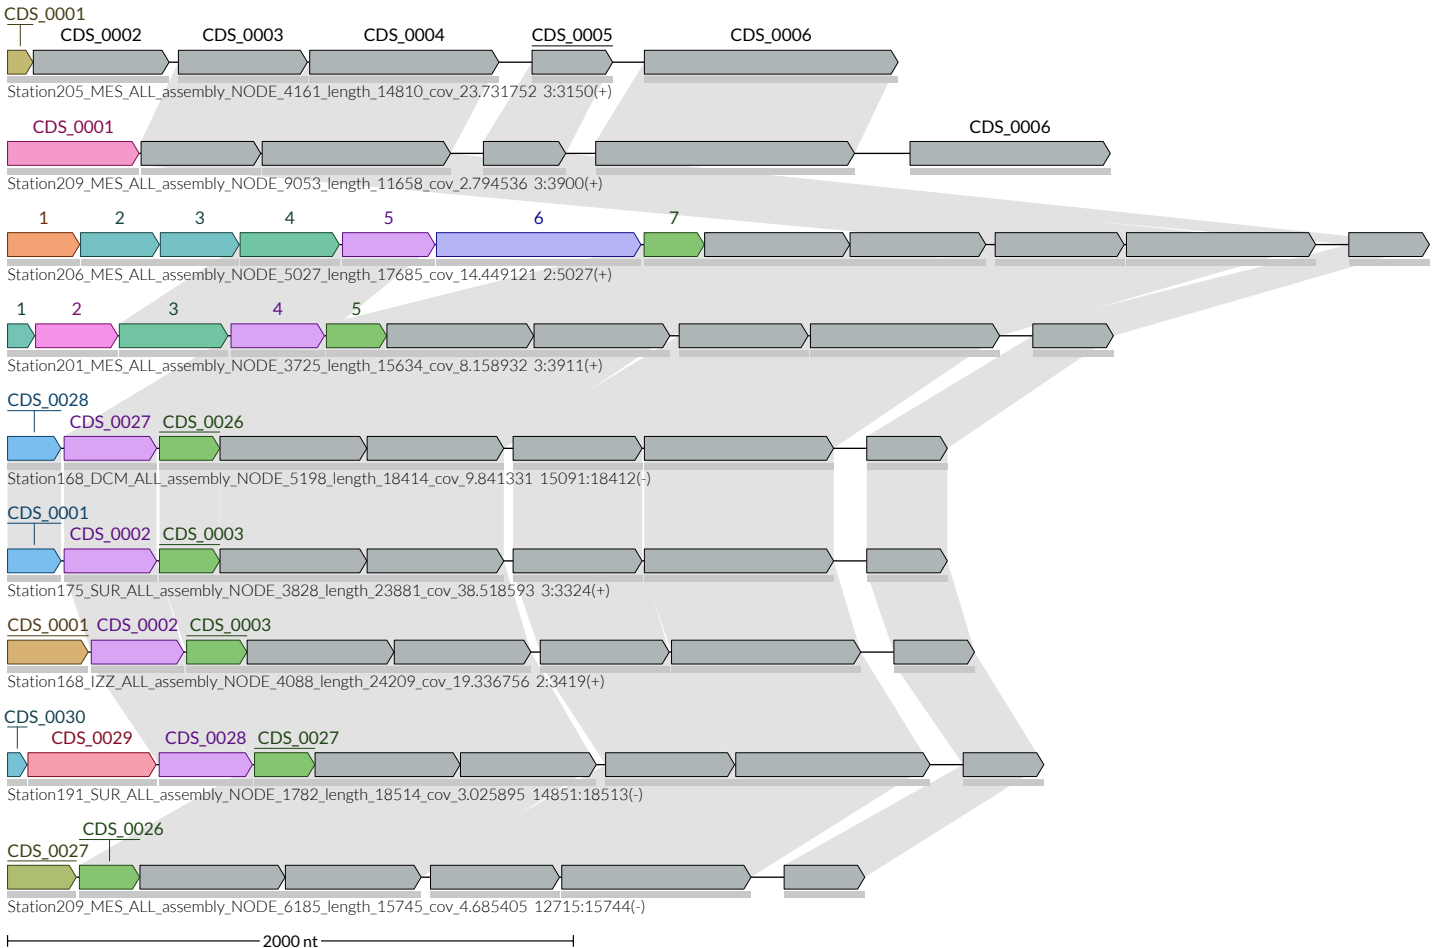 CDS_0001
CDS_0002 CDS_0003 CDS_0004 CDS_0005 CDS_0006
Station205_MES_ALL_assembly_NODE_4161_length_14810_cov_23.731752 3:3150(+)
CDS_0001 CDS_0006
Station209_MES_ALL_assembly_NODE_9053_length_11658_cov_2.794536 3:3900(+)
1 2 3 4 5 6 7
Station206_MES_ALL_assembly_NODE_5027_length_17685_cov_14.449121 2:5027(+)
1 2 3 4 5
Station201_MES_ALL_assembly_NODE_3725_length_15634_cov_8.158932 3:3911(+)
CDS_0028
CDS_0027 CDS_0026
Station168_DCM_ALL_assembly_NODE_5198_length_18414_cov_9.841331 15091:18412(-)
CDS_0001
CDS_0002 CDS_0003
Station175_SUR_ALL_assembly_NODE_3828_length_23881_cov_38.518593 3:3324(+)
CDS_0001 CDS_0002 CDS_0003
Station168_IZZ_ALL_assembly_NODE_4088_length_24209_cov_19.336756 2:3419(+)
CDS_0030
CDS_0029 CDS_0028 CDS_0027
Station191_SUR_ALL_assembly_NODE_1782_length_18514_cov_3.025895 14851:18513(-)
CDS_0026
CDS_0027
Station209_MES_ALL_assembly_NODE_6185_length_15745_cov_4.685405 12715:15744(-)
2000 nt